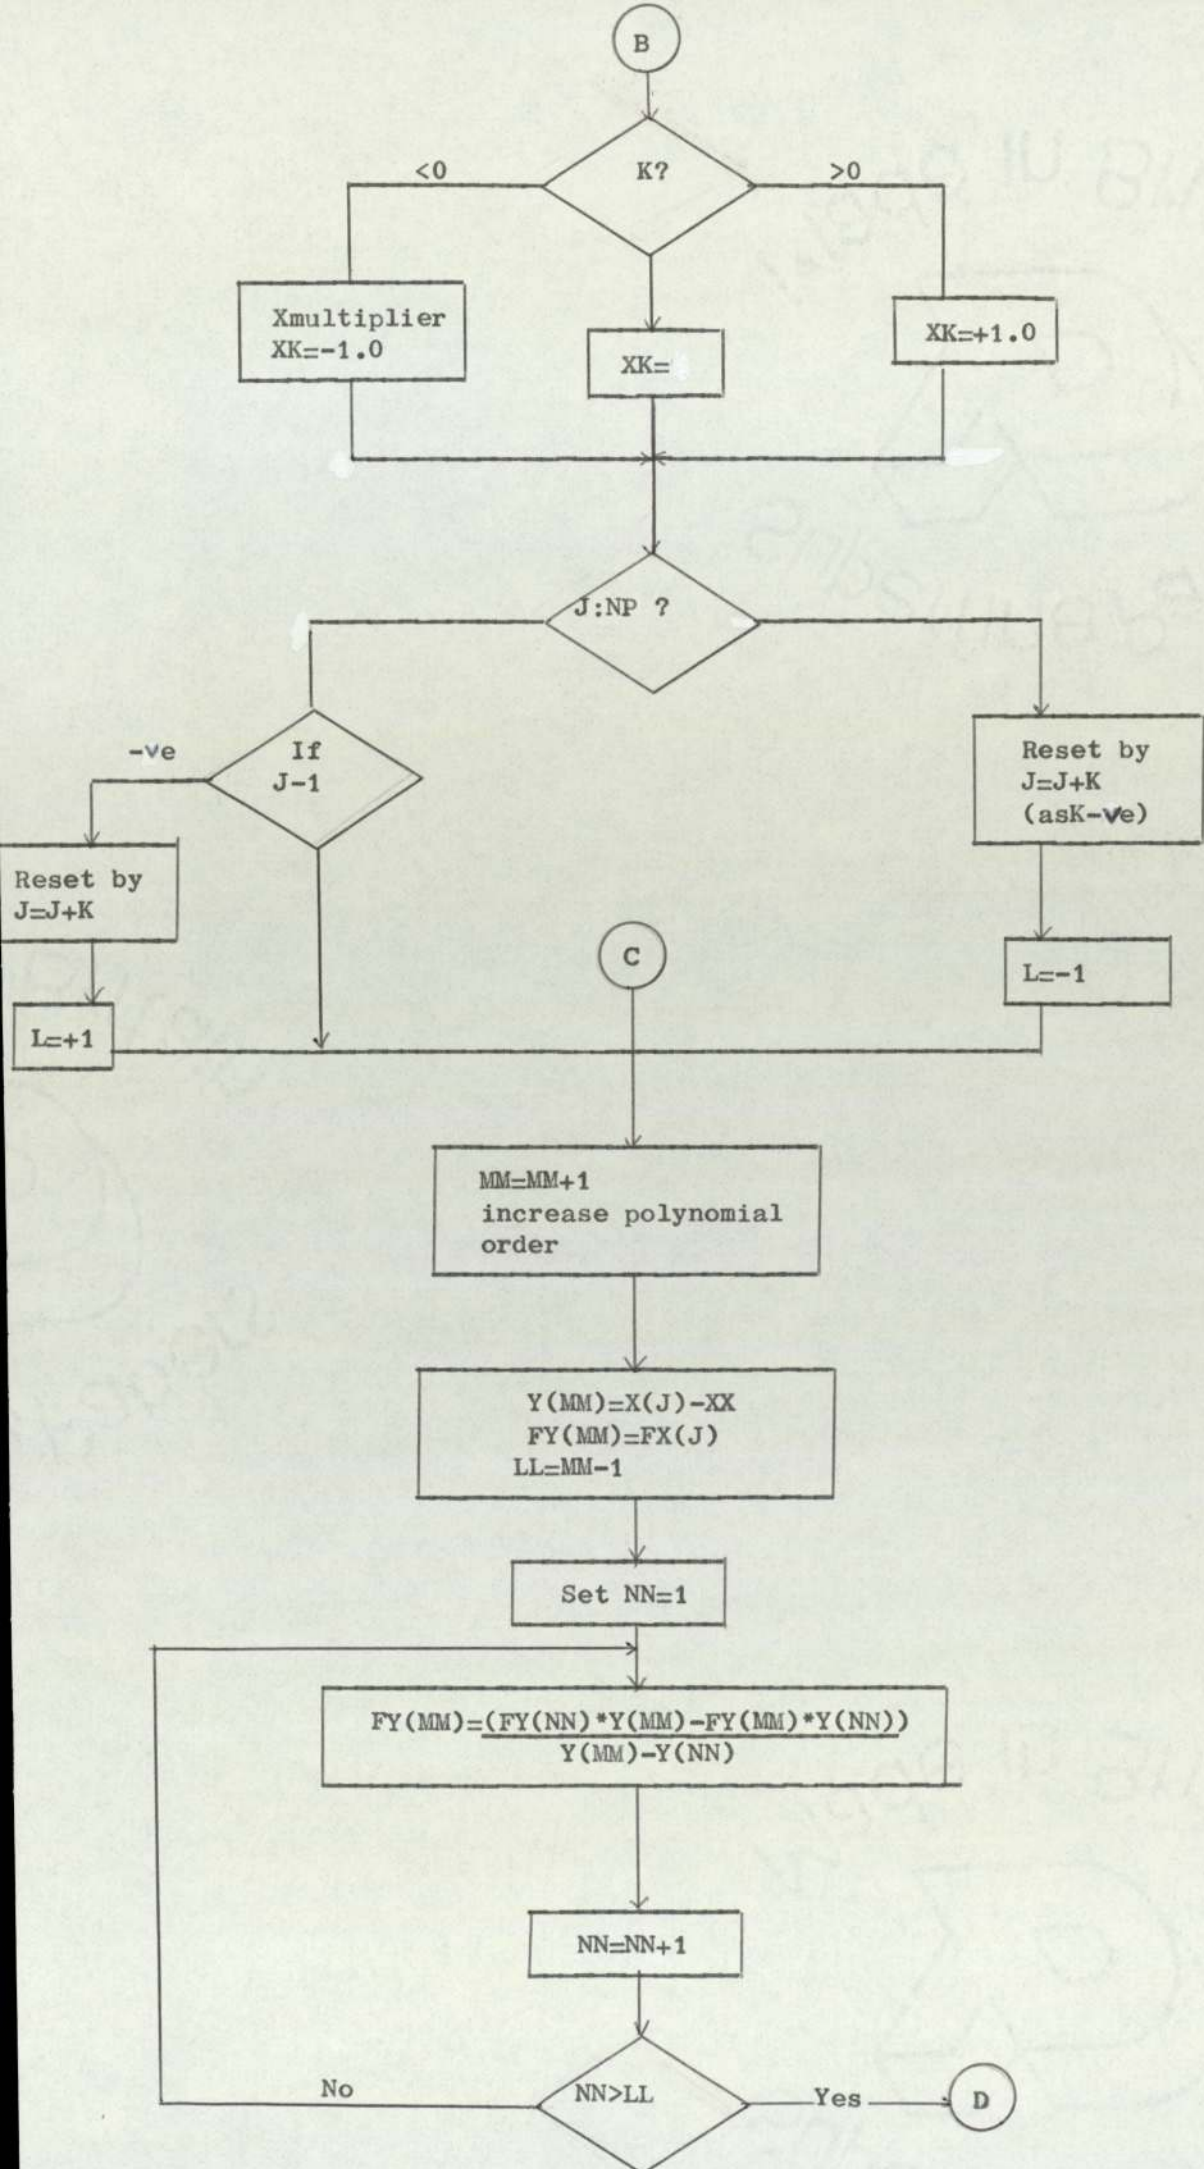 B
K?
<0
>0
Xmultiplier
XK=-1.0
XK=
XK=+1.0
J:NP ?
If
J-1
-ve
Reset by
J=J+K
(asK-ve)
Reset by
J=J+K
C
L=-1
L=+1
MM=MM+1
increase polynomial
order
Y(MM)=X(J)-XX
FY(MM)=FX(J)
LL=MM-1
Set NN=1
FY(MM)=(FY(NN)*Y(MM)-FY(MM)*Y(NN))
Y(MM)-Y(NN)
NN=NN+1
NN>LL
No
Yes
D